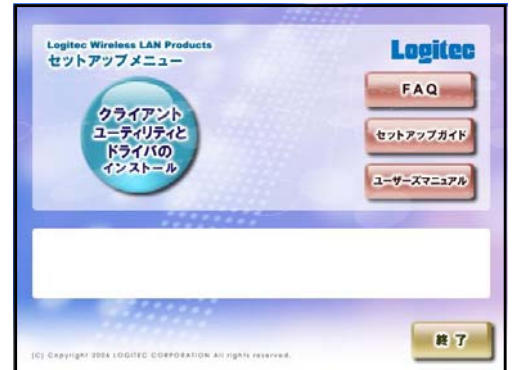 Logitec Wireless LAN Products
セットアップメニュー
Logitec
クライアント
ユーティリティと
ドライバの
インストール
FAQ
セットアップガイド
ユーザーズマニュアル
終了
(C) Copyright 2004 LOGITEC CORPORATION All rights reserved.